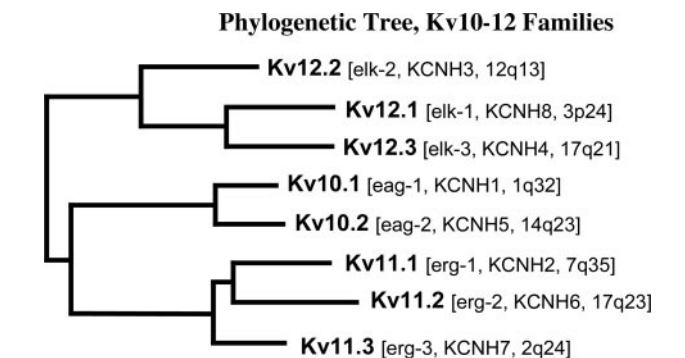 Phylogenetic Tree, Kv10-12 Families
Kv12.2 [elk-2, KCNH3, 12q13]
Kv12.1 [elk-1, KCNH8, 3p24]
Kv12.3 [elk-3, KCNH4, 17q21]
Kv10.1 [eag-1, KCNH1, 1q32]
Kv10.2 [eag-2, KCNH5, 14q23]
Kv11.1 [erg-1, KCNH2, 7q35]
Kv11.2 [erg-2, KCNH6, 17q23]
Kv11.3 [erg-3, KCNH7, 2q24]